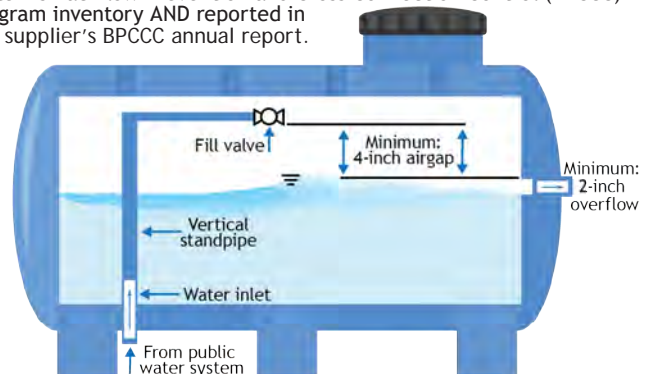 gram inventory AND reported in
supplier's BPCCC annual report.
Fill valve
Minimum:
4-inch airgap
Minimum:
2-inch
overflow
Vertical
standpipe
Water inlet
From public
water system